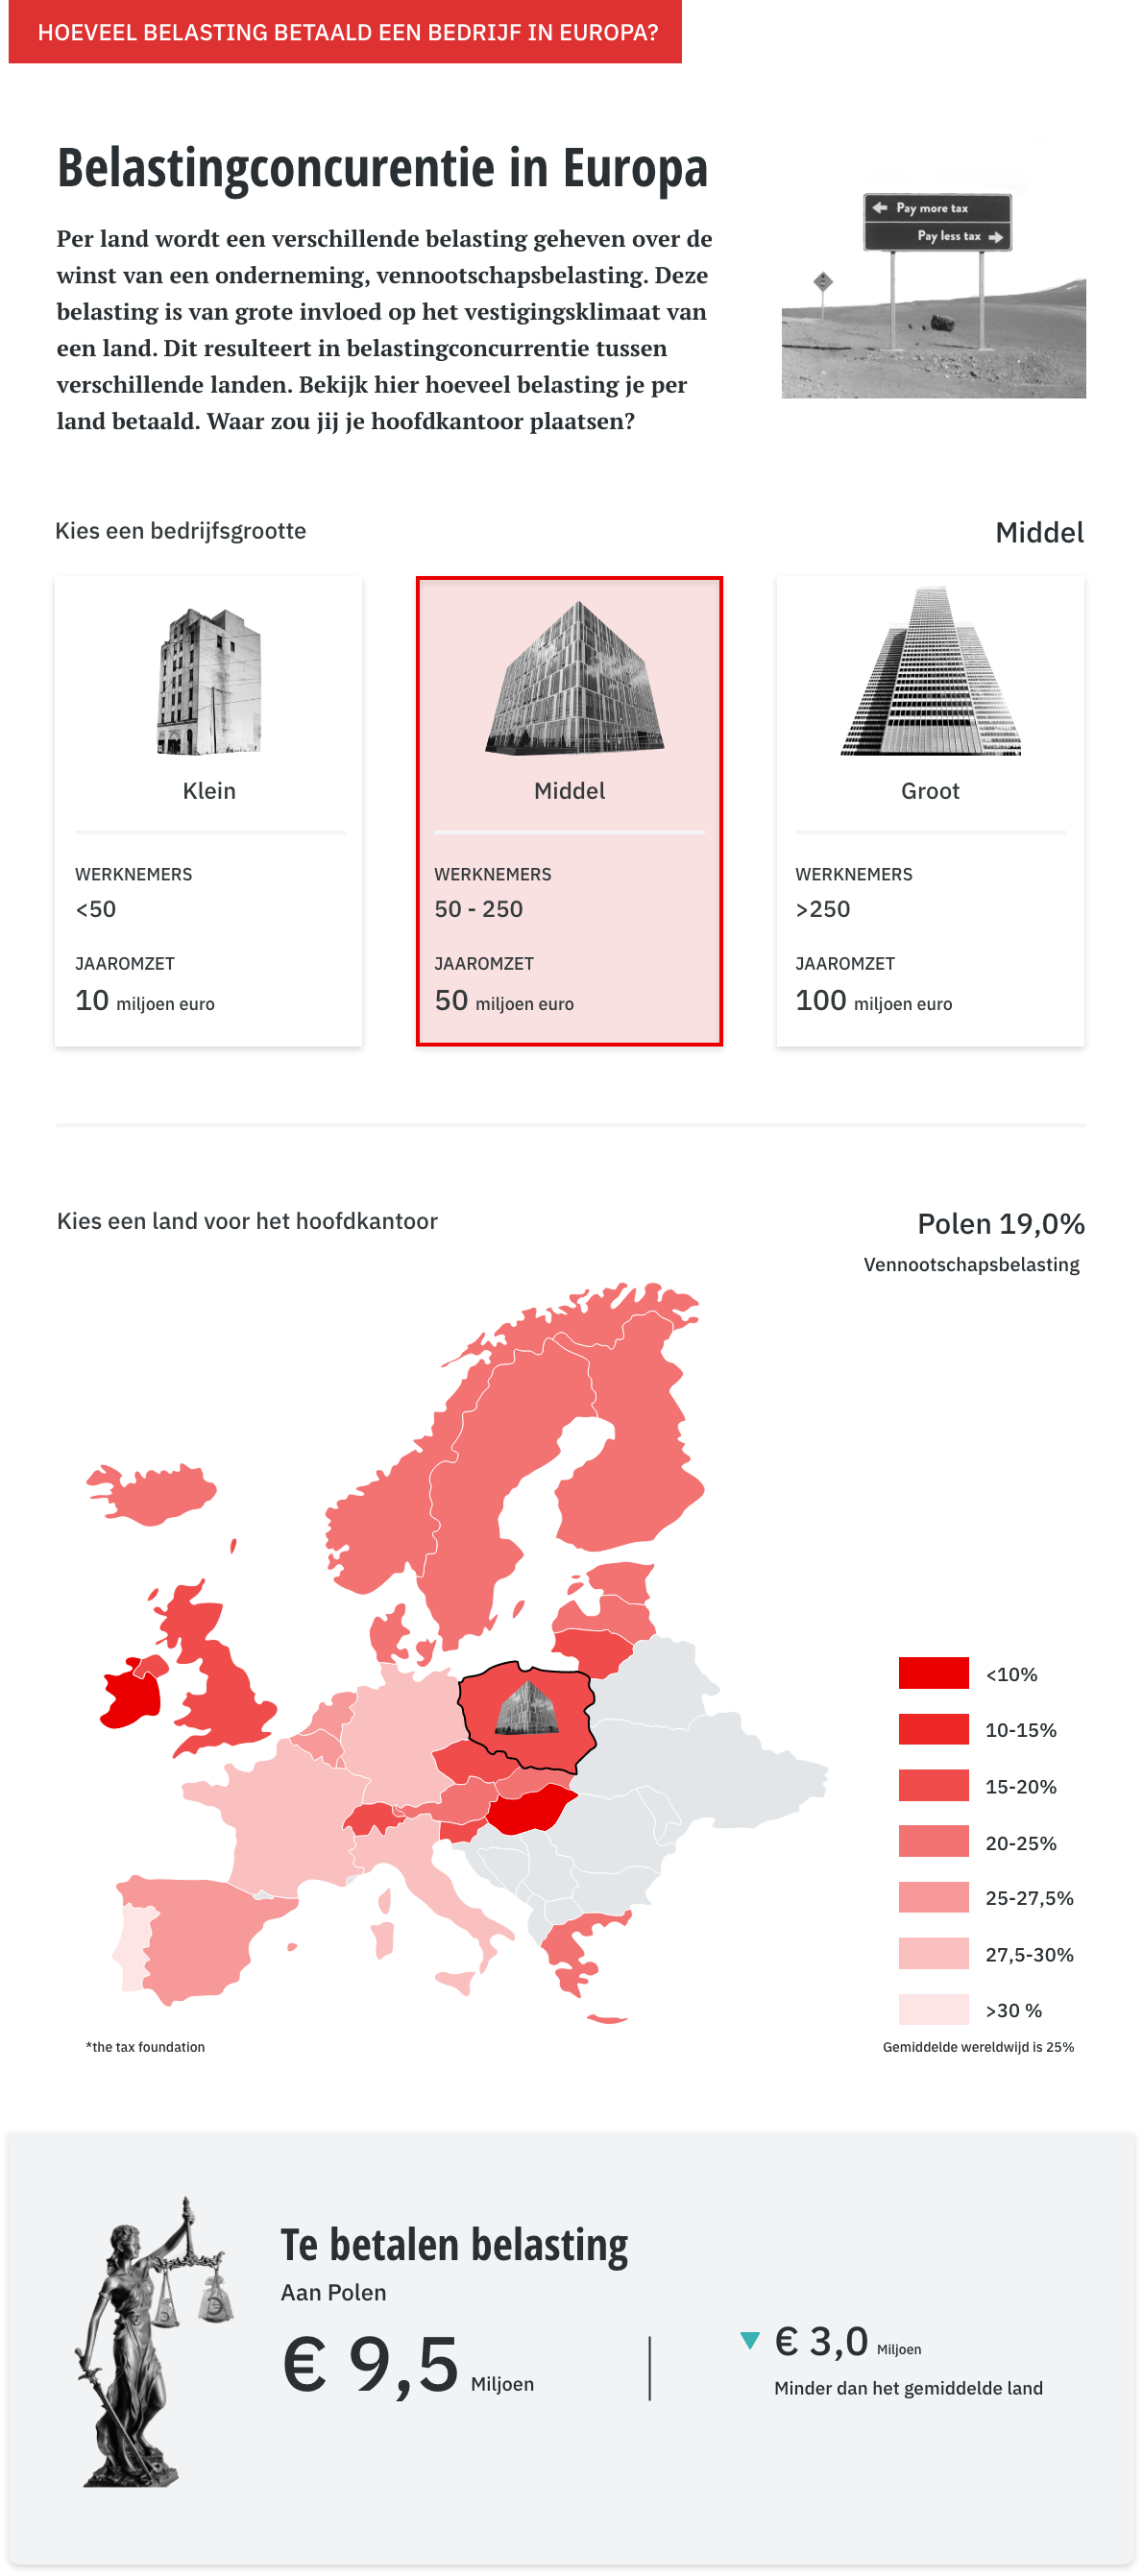 HOEVEEL BELASTING BETAALD EEN BEDRIJF IN EUROPA?
Belastingconcurentie in Europa
Per land wordt een verschillende belasting geheven over de
winst van een onderneming, vennootschapsbelasting. Deze
belasting is van grote invloed op het vestigingsklimaat van
een land. Dit resulteert in belastingconcurrentie tussen
verschillende landen. Bekijk hier hoeveel belasting je per
land betaald. Waar zou jij je hoofdkantoor plaatsen?
Pay more tax
Pay less tax
Kies een bedrijfsgrootte
Middel
Klein
WERKNEMERS
<50
JAAROMZET
10 miljoen euro
Middel
WERKNEMERS
50 - 250
JAAROMZET
50 miljoen euro
Groot
WERKNEMERS
>250
JAAROMZET
100 miljoen euro
Kies een land voor het hoofdkantoor
Polen 19,0%
Vennootschapsbelasting
<10%
10-15%
15-20%
20-25%
25-27,5%
27,5-30%
>30 %
*the tax foundation
Gemiddelde wereldwijd is 25%
Te betalen belasting
Aan Polen
€ 9,5 Miljoen
€ 3,0 Miljoen
Minder dan het gemiddelde land